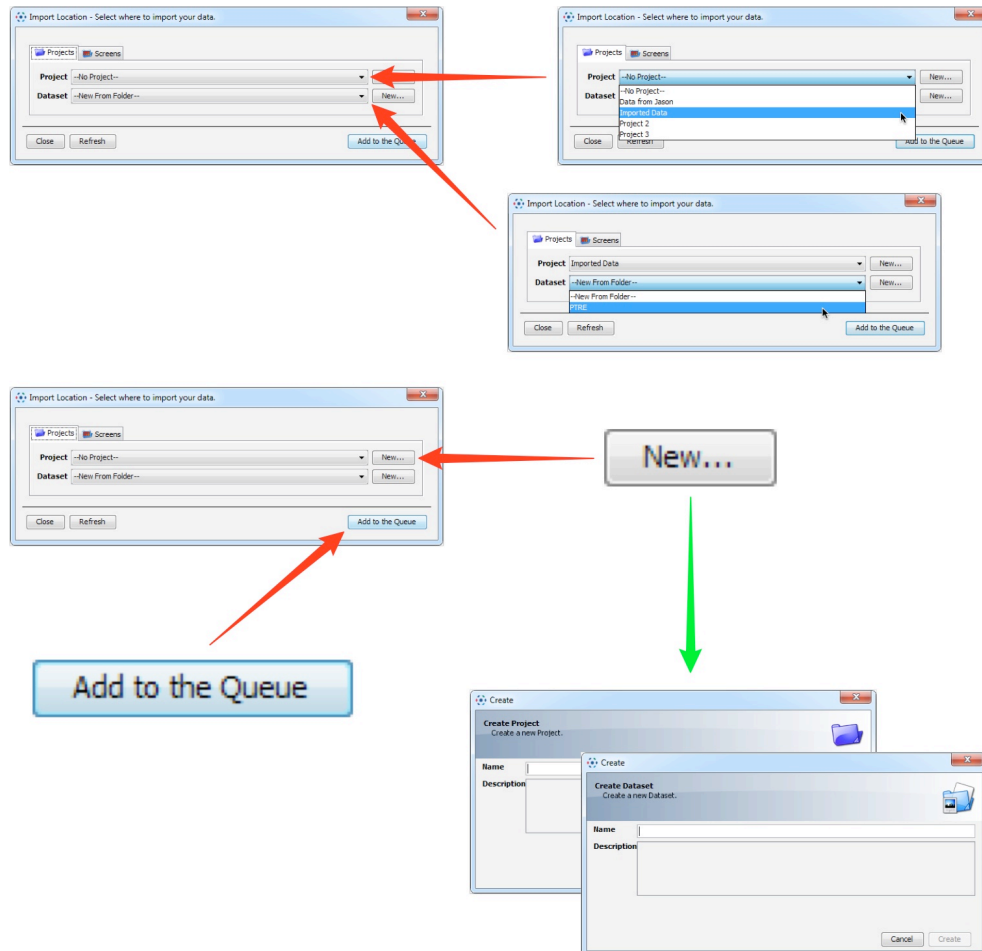 Import Location - Select where to import your data.
Projects Screens
Project --No Project--
Dataset --New From Folder-- New...
Close Refresh Add to the Queue
Import Location - Select where to import your data.
Projects Screens
Project --No Project-- New...
Dataset New...
--No Project--
Data from Jason
Imported Data
Project 2
Project 3
Close Refresh Add to the Queue
Import Location - Select where to import your data.
Projects Screens
Project Imported Data New...
Dataset --New From Folder-- New...
--New From Folder--
PTRE
Close Refresh Add to the Queue
Import Location - Select where to import your data.
Projects Screens
Project --No Project-- New...
Dataset --New From Folder-- New...
Close Refresh Add to the Queue
New...
Add to the Queue
Create
Create Project
Create a new Project.
Name
Description
Create
Create Dataset
Create a new Dataset.
Name
Description
Cancel Create